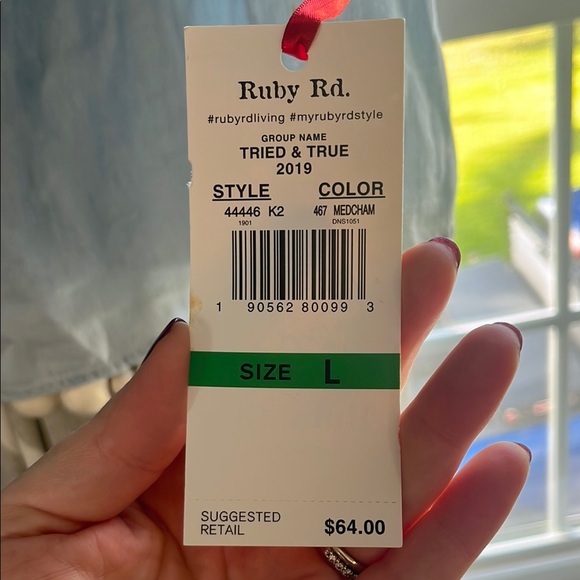 Ruby Rd.
#rubyrdliving #myrubyrdstyle
GROUP NAME
TRIED & TRUE
2019
STYLE COLOR
44446 K2 467 MEDCHAM
1901 DNS1051
1 90562 80099 3
SIZE L
SUGGESTED
RETAIL $64.00